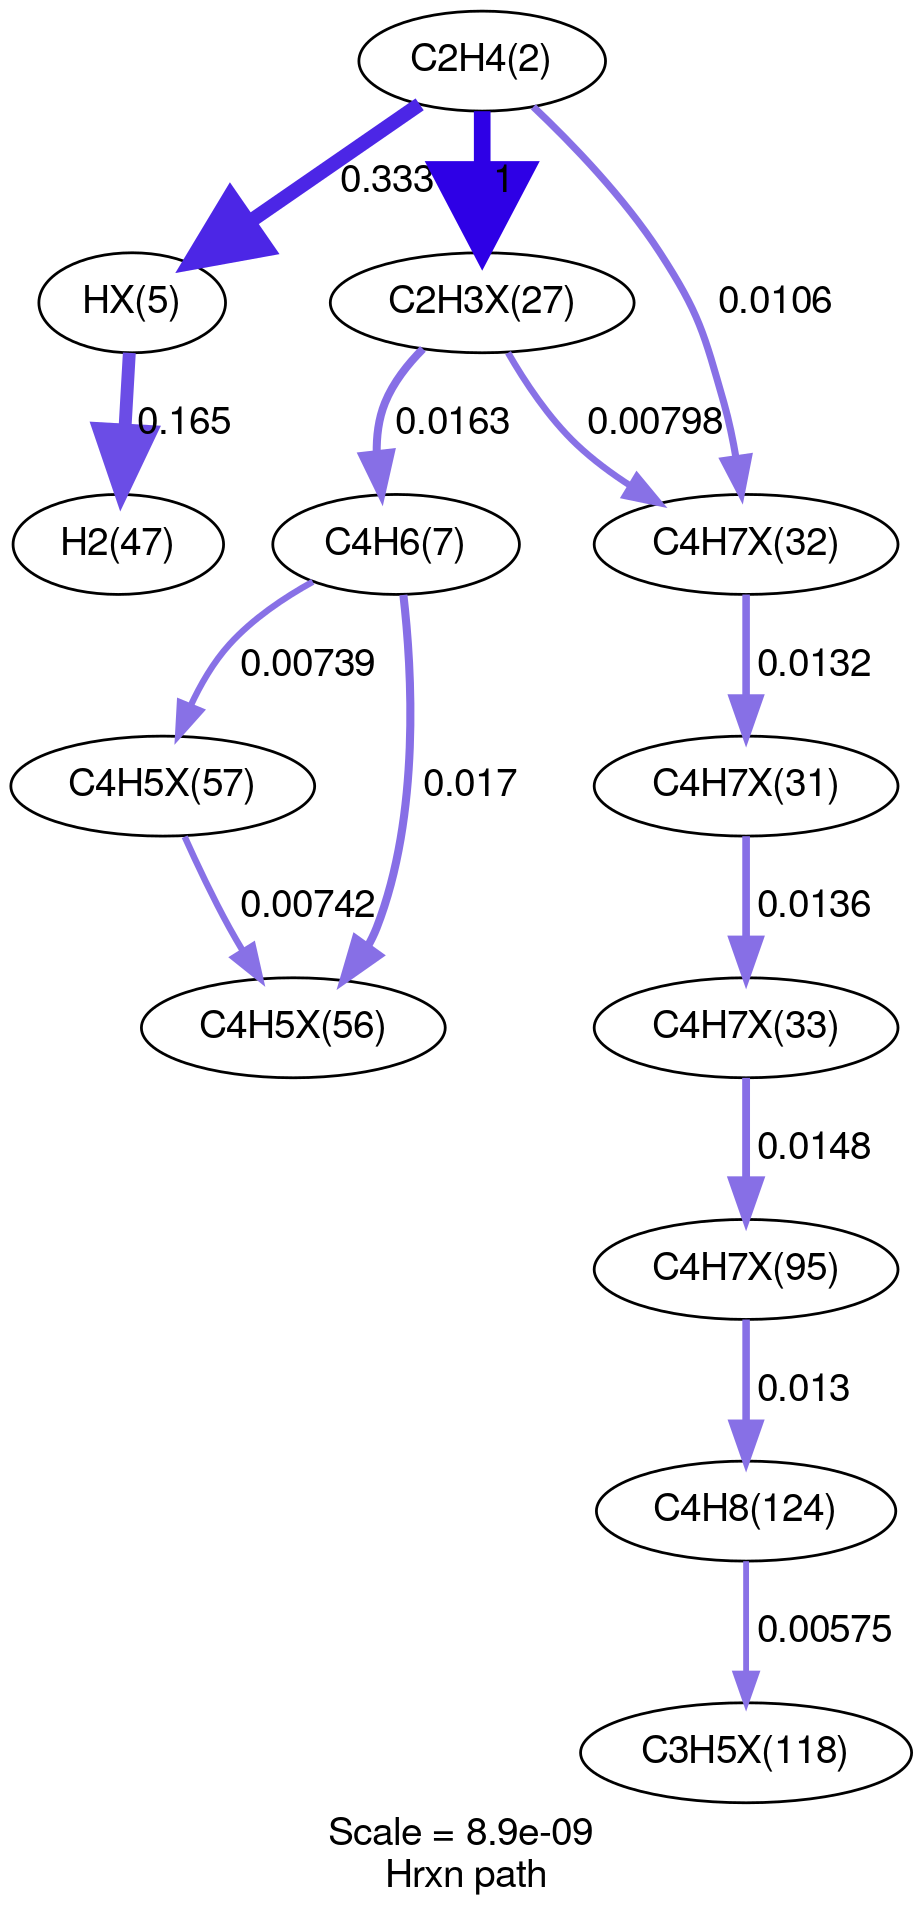 C2H4(2)
0.333
1
HX(5)
C2H3X(27)
0.0106
0.165
0.0163
0.00798
H2(47)
C4H6(7)
C4H7X(32)
0.00739
0.0132
C4H5X(57)
0.017
C4H7X(31)
0.00742
0.0136
C4H5X(56)
C4H7X(33)
0.0148
C4H7X(95)
0.013
C4H8(124)
0.00575
C3H5X(118)
Scale = 8.9e-09
Hrxn path